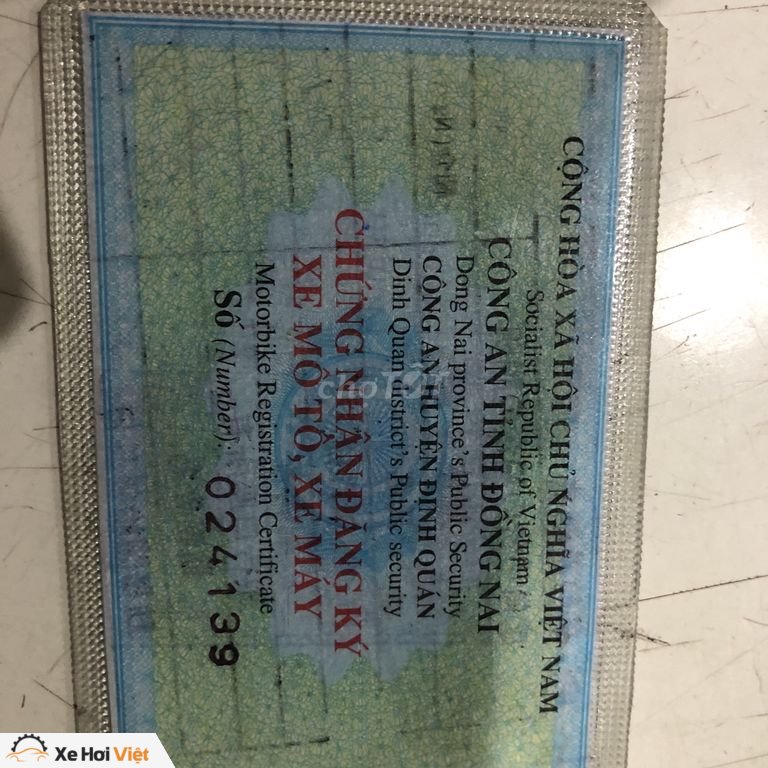 CỘNG HÒA XÃ HỘI CHỦ NGHĨA VIỆT NAM
Socialist Republic of Vietnam
CÔNG AN TỈNH ĐỒNG NAI
Dong Nai province's Public Security
CÔNG AN HUYỆN ĐỊNH QUÁN
Dinh Quan district's Public security
CHỨNG NHẬN ĐĂNG KÝ
XE MÔ TÔ, XE MÁY
Motorbike Registration Certificate
Số (Number): 024139
choTỐT
Xe Hơi Việt